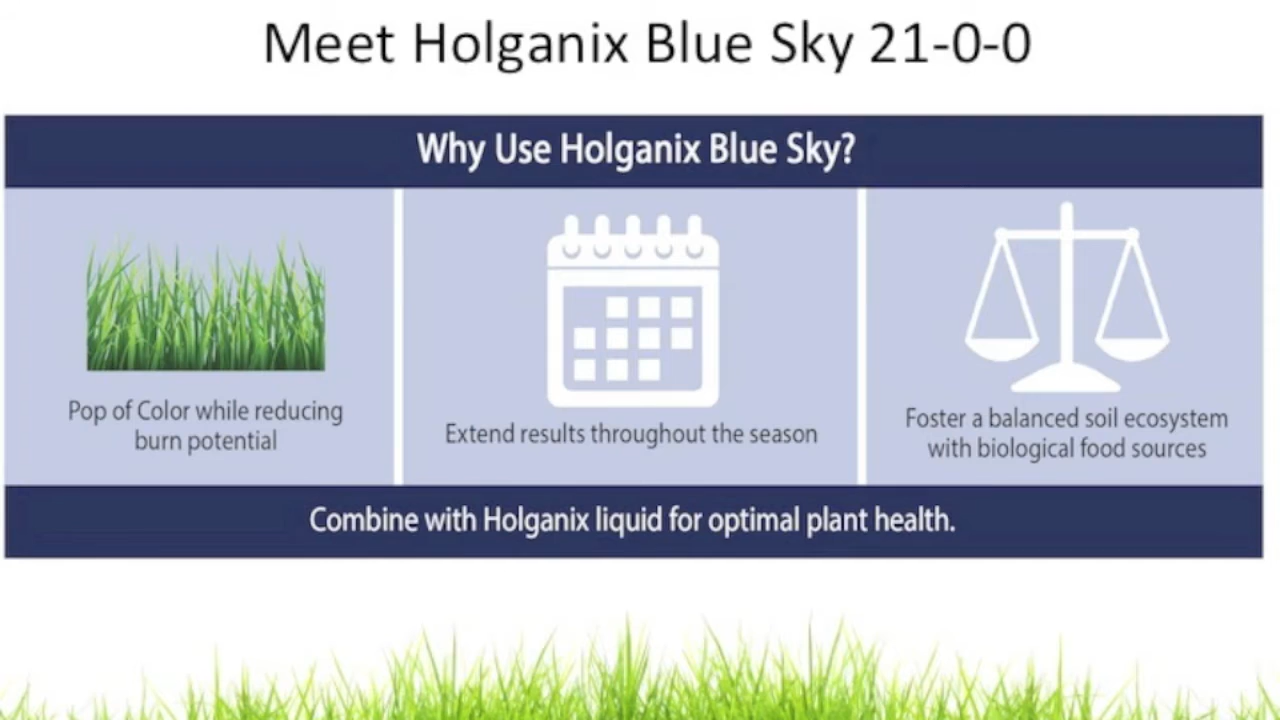 Meet Holganix Blue Sky 21-0-0
Why Use Holganix Blue Sky?
Pop of Color while reducing
burn potential
Extend results throughout the season
Foster a balanced soil ecosystem
with biological food sources
Combine with Holganix liquid for optimal plant health.